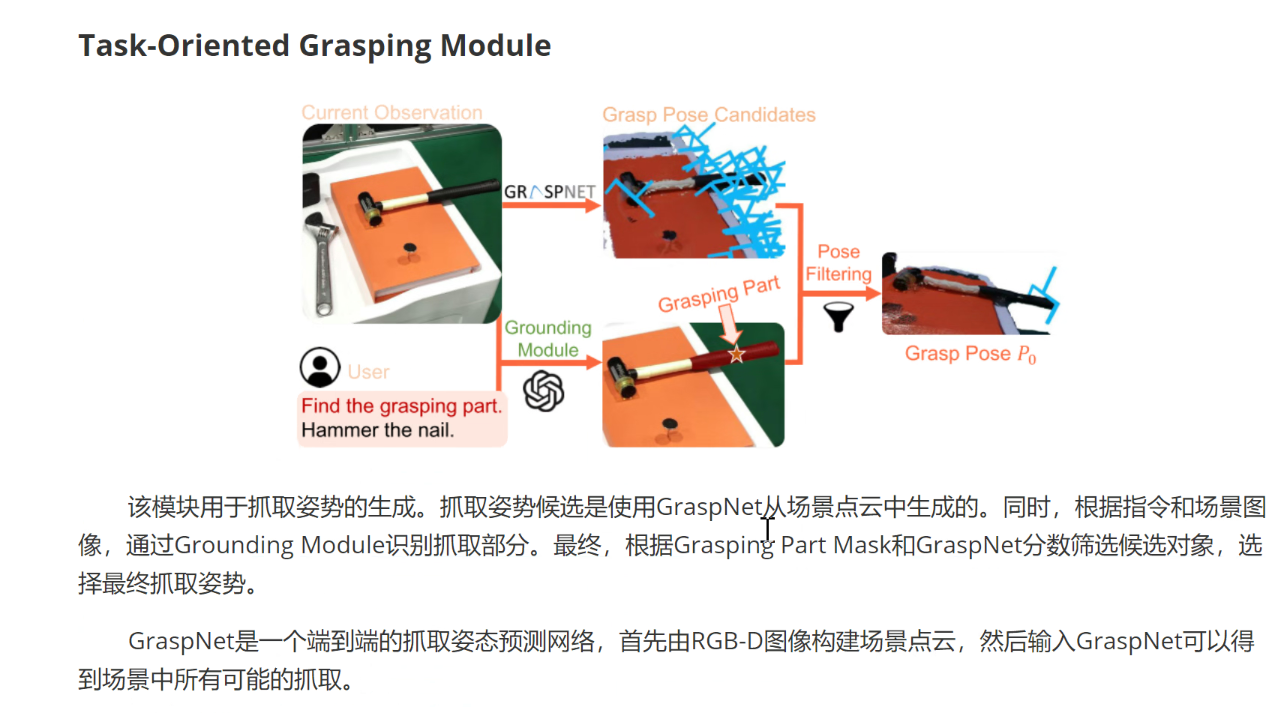 Task-Oriented Grasping Module
Current Observation
Grasp Pose Candidates
GRASPNET
Pose
Filtering
Grasping Part
Grounding
Module
Grasp Pose P₀
User
Find the grasping part.
Hammer the nail.
该模块用于抓取姿势的生成。抓取姿势候选是使用GraspNet从场景点云中生成的。同时，根据指令和场景图
像，通过Grounding Module识别抓取部分。最终，根据Grasping Part Mask和GraspNet分数筛选候选对象，选
择最终抓取姿势。
GraspNet是一个端到端的抓取姿态预测网络，首先由RGB-D图像构建场景点云，然后输入GraspNet可以得
到场景中所有可能的抓取。